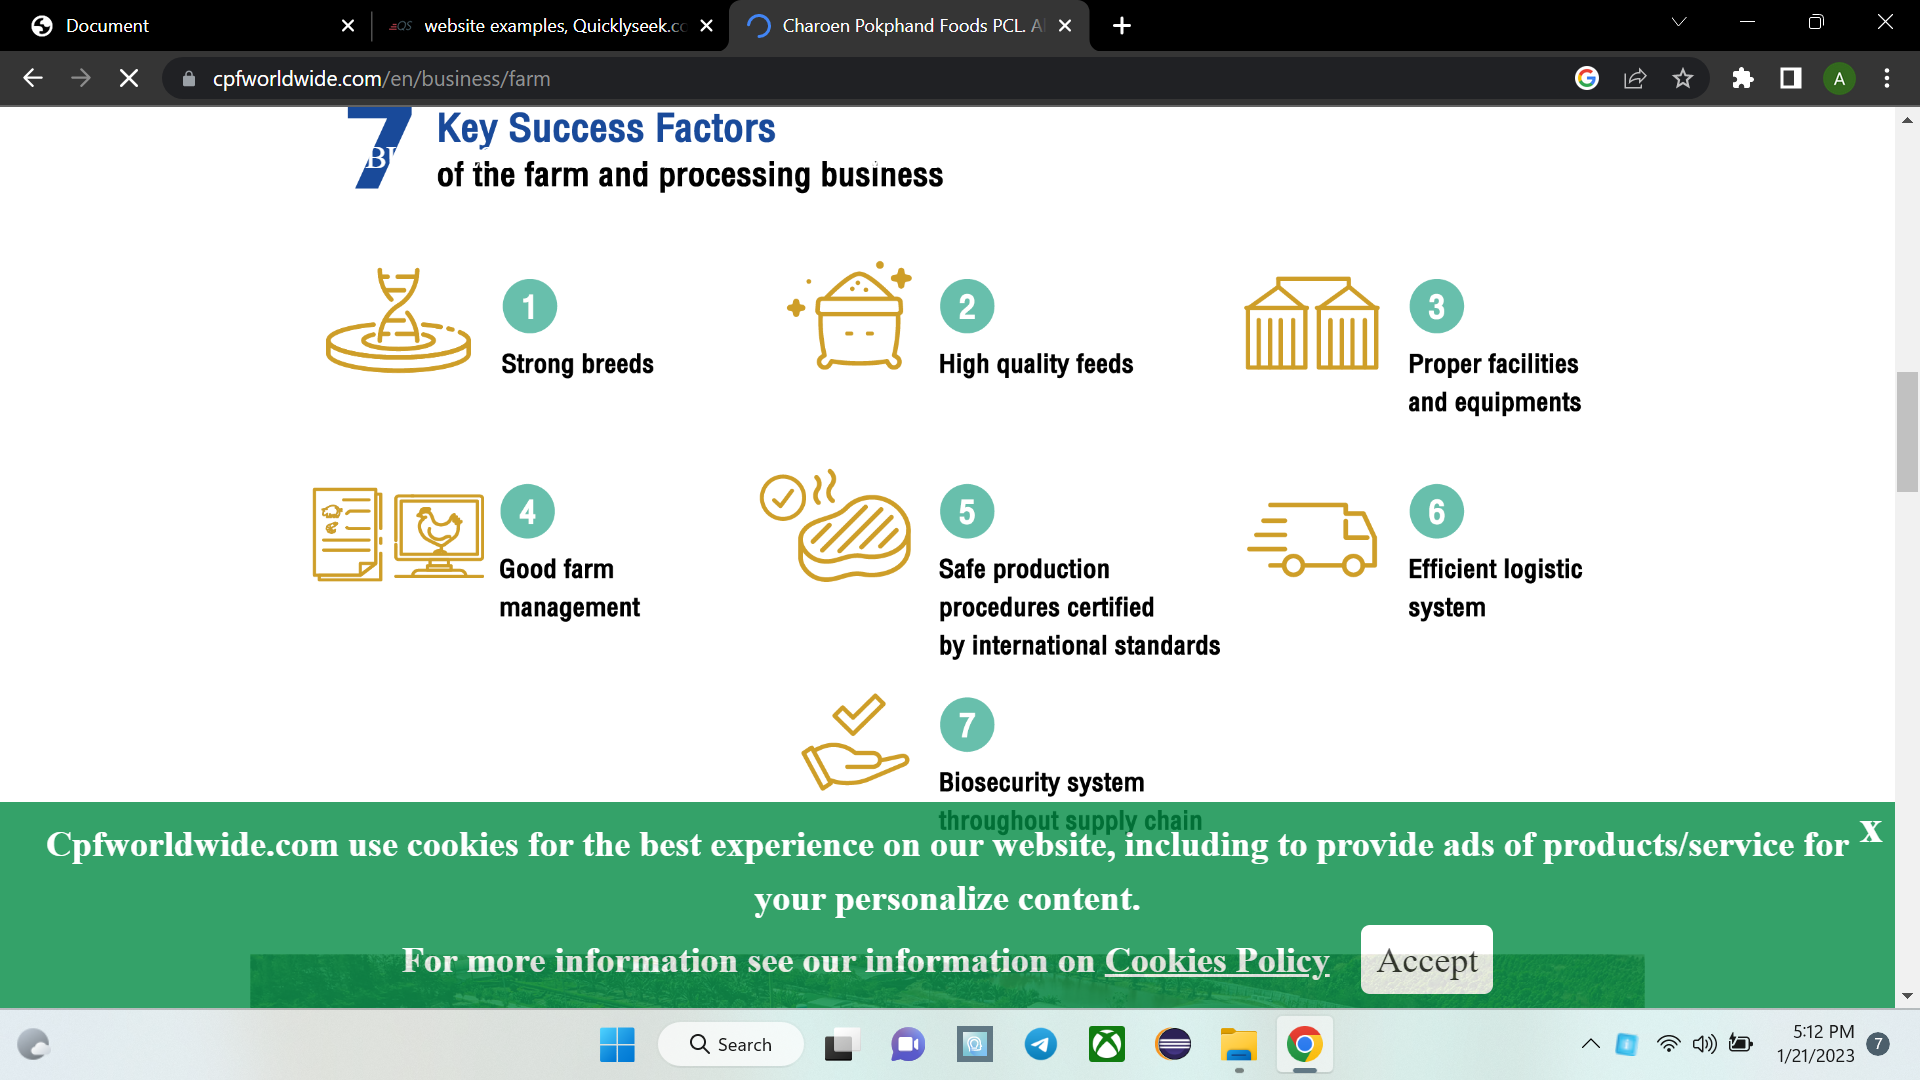 Document
website examples, Quicklyseek.c
Charoen Pokphand Foods PCL. A
cpfworldwide.com/en/business/farm
A
7
Key Success Factors
of the farm and processing business
1
Strong breeds
2
High quality feeds
3
Proper facilities
and equipments
4
Good farm
management
5
Safe production
procedures certified
by international standards
6
Efficient logistic
system
7
Biosecurity system
throughout supply chain
Cpfworldwide.com use cookies for the best experience on our website, including to provide ads of products/service for
your personalize content.
X
For more information see our information on Cookies Policy
Accept
Search
5:12 PM
1/21/2023
7